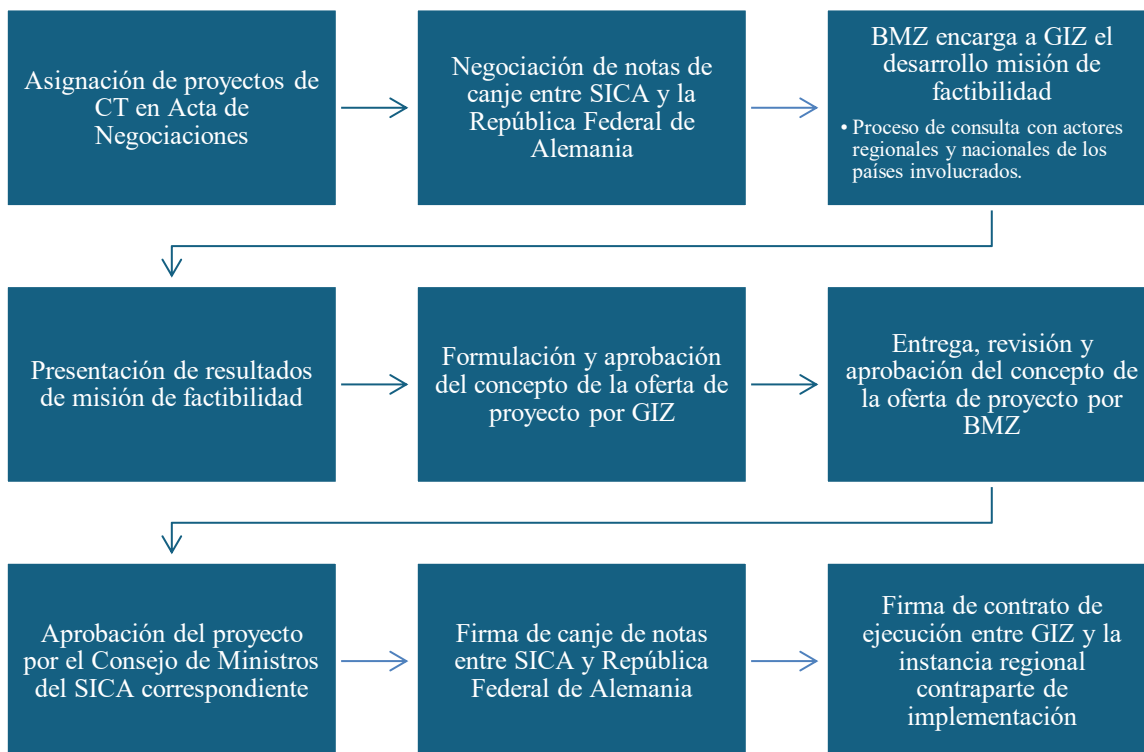 Asignación de proyectos de
CT en Acta de
Negociaciones
Negociación de notas de
canje entre SICA y la
República Federal de
Alemania
BMZ encarga a GIZ el
desarrollo misión de
factibilidad
• Proceso de consulta con actores
regionales y nacionales de los
países involucrados.
Presentación de resultados
de misión de factibilidad
Formulación y aprobación
del concepto de la oferta de
proyecto por GIZ
Entrega, revisión y
aprobación del concepto de
la oferta de proyecto por
BMZ
Aprobación del proyecto
por el Consejo de Ministros
del SICA correspondiente
Firma de canje de notas
entre SICA y República
Federal de Alemania
Firma de contrato de
ejecución entre GIZ y la
instancia regional
contraparte de
implementación